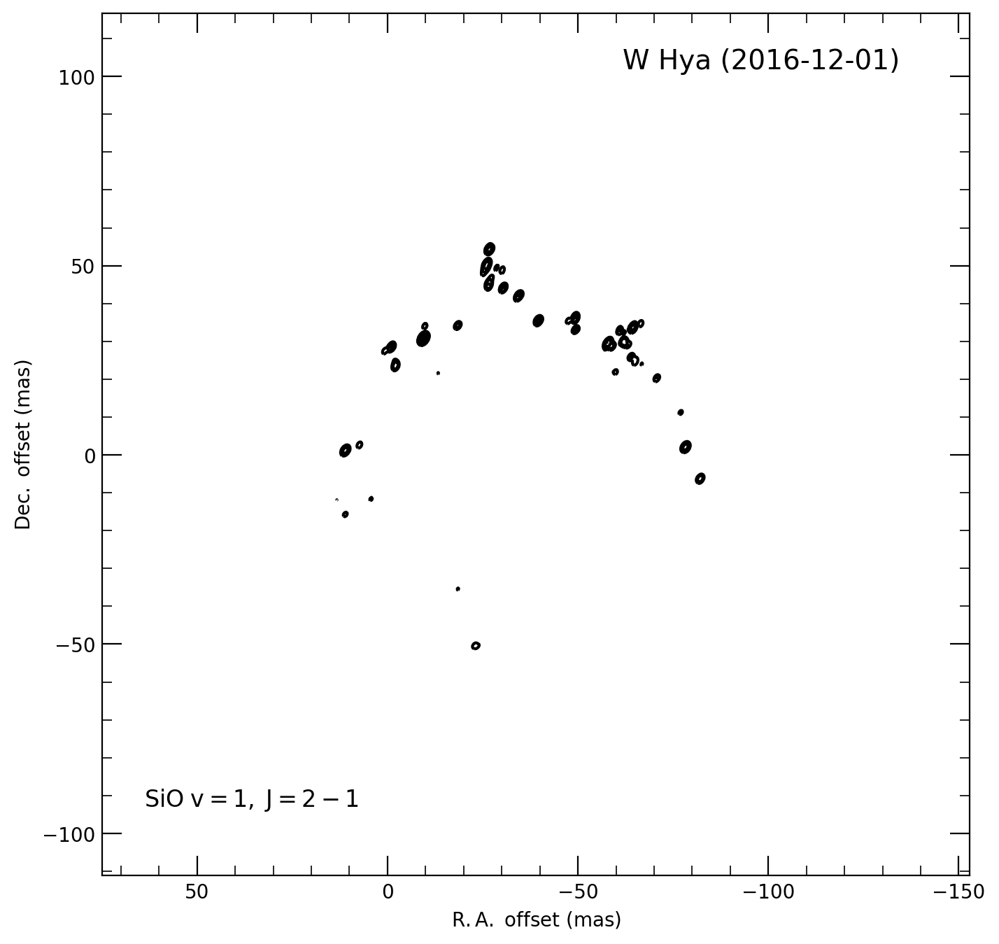 W Hya (2016-12-01)
100
50
0
−50
−100
Dec. offset (mas)
SiO v = 1, J = 2 − 1
50 0 −50 −100 −150
R.A. offset (mas)